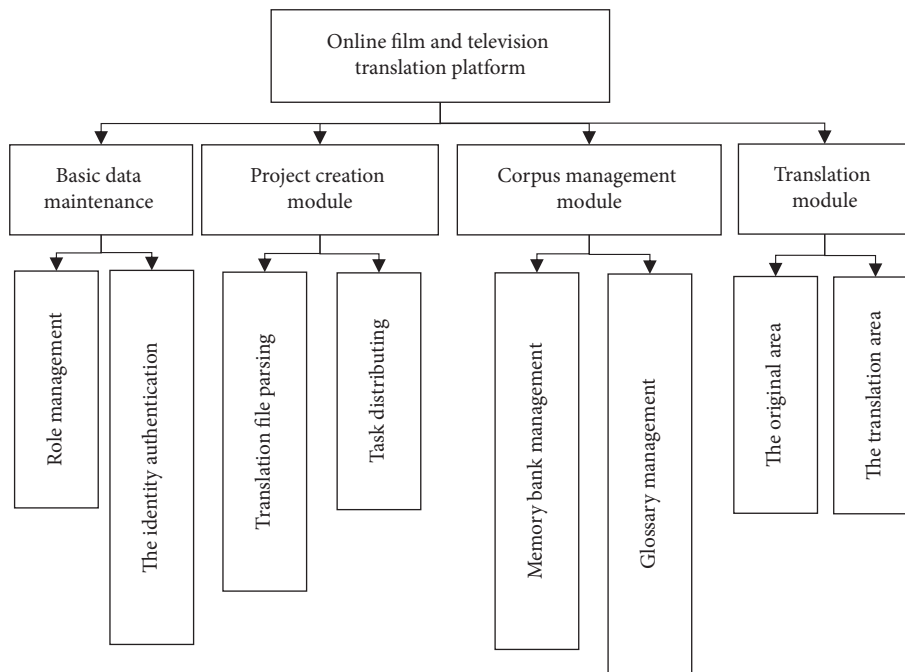 Online film and television
translation platform
Basic data
maintenance
Project creation
module
Corpus management
module
Translation
module
Role management
The identity authentication
Translation file parsing
Task distributing
Memory bank management
Glossary management
The original area
The translation area